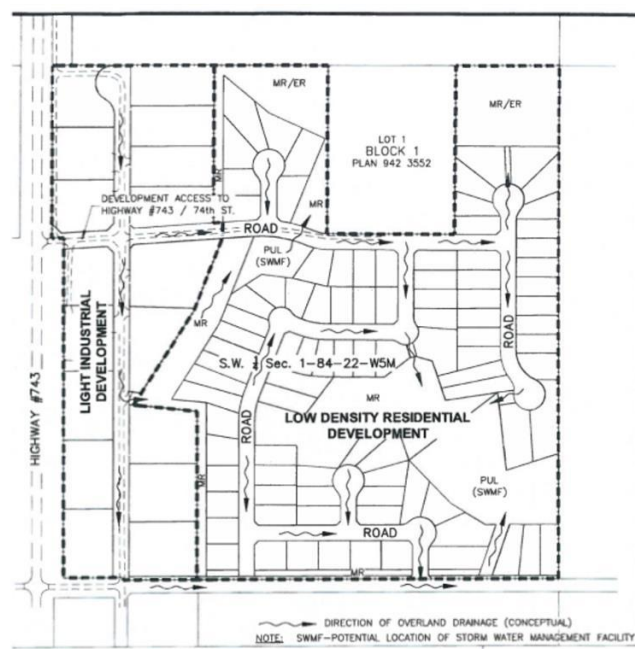 MR/ER
MR/ER
LOT 1
BLOCK 1
PLAN 942 3552
MR
MR
DEVELOPMENT ACCESS TO
HIGHWAY #743 / 74th ST.
ROAD
PUL
(SWMF)
MR
LIGHT INDUSTRIAL
DEVELOPMENT
ROAD
HIGHWAY #743
S.W. ¼ Sec. 1-84-22-W5M
MR
LOW DENSITY RESIDENTIAL
DEVELOPMENT
ROAD
PUL
(SWMF)
MR
ROAD
MR
DIRECTION OF OVERLAND DRAINAGE (CONCEPTUAL)
NOTE: SWMF-POTENTIAL LOCATION OF STORM WATER MANAGEMENT FACILITY